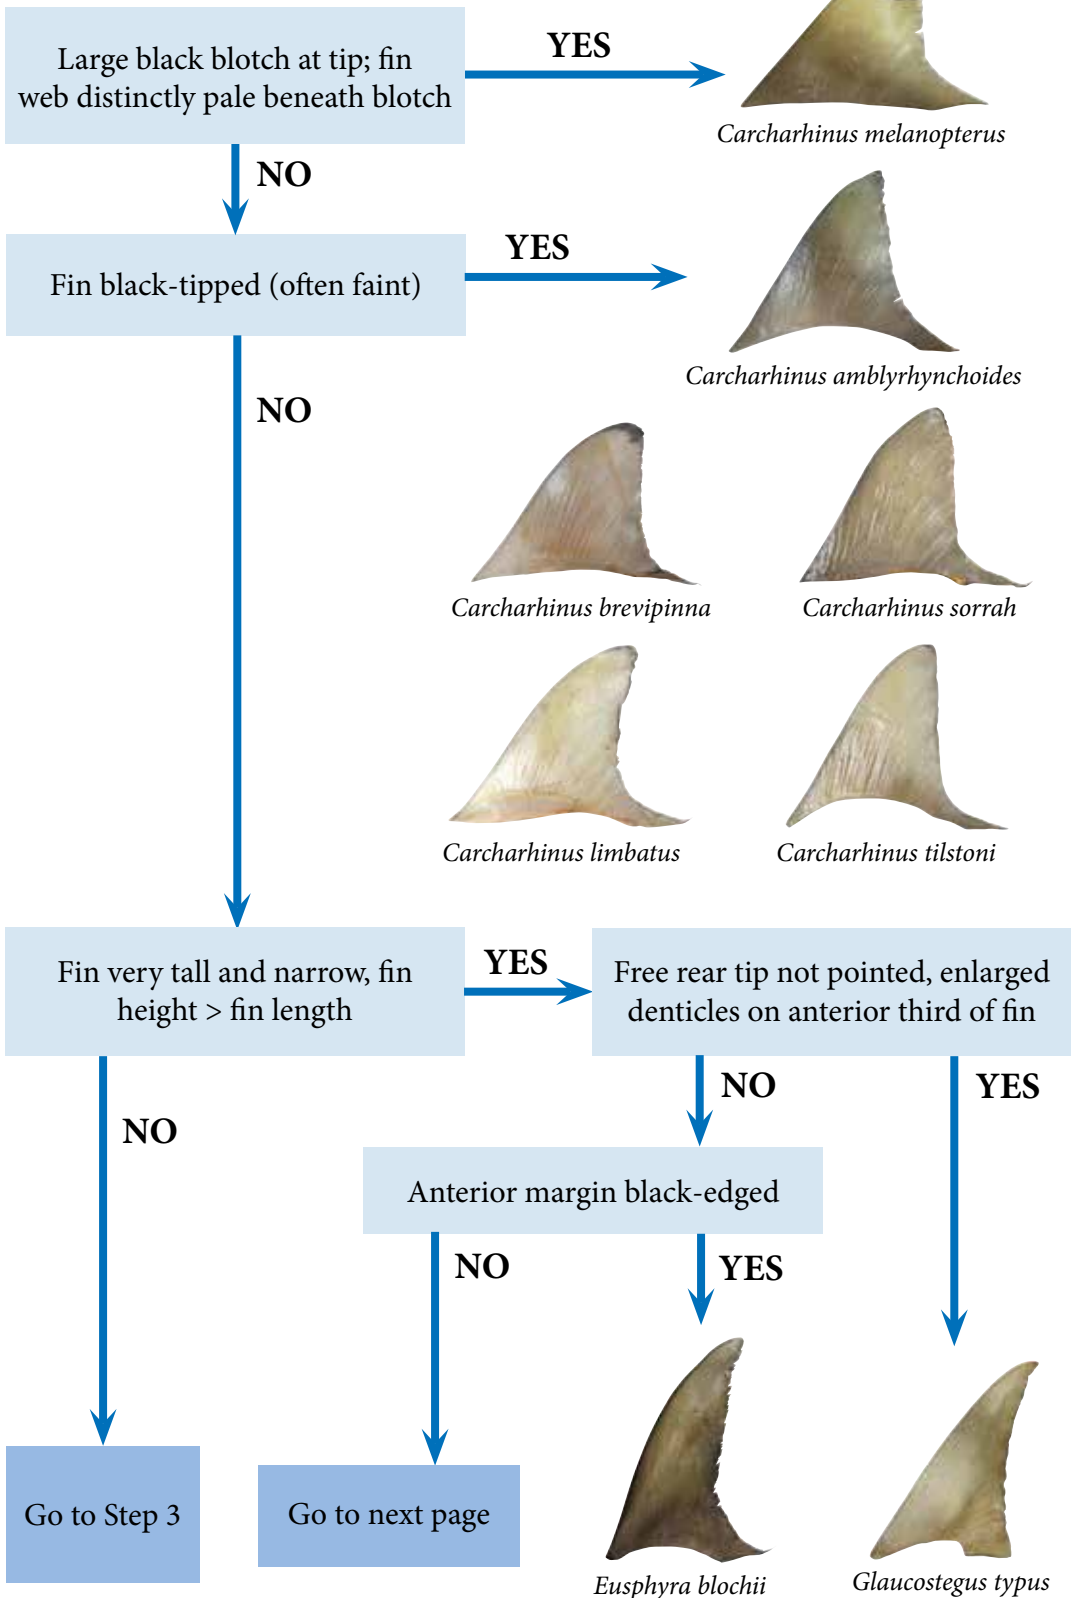 Large black blotch at tip; fin
web distinctly pale beneath blotch
YES
Carcharhinus melanopterus
NO
Fin black-tipped (often faint)
YES
Carcharhinus amblyrhynchoides
NO
Carcharhinus brevipinna
Carcharhinus sorrah
Carcharhinus limbatus
Carcharhinus tilstoni
Fin very tall and narrow, fin
height > fin length
YES
Free rear tip not pointed, enlarged
denticles on anterior third of fin
NO
YES
NO
Anterior margin black-edged
NO
YES
Go to Step 3
Go to next page
Eusphyra blochii
Glaucostegus typus